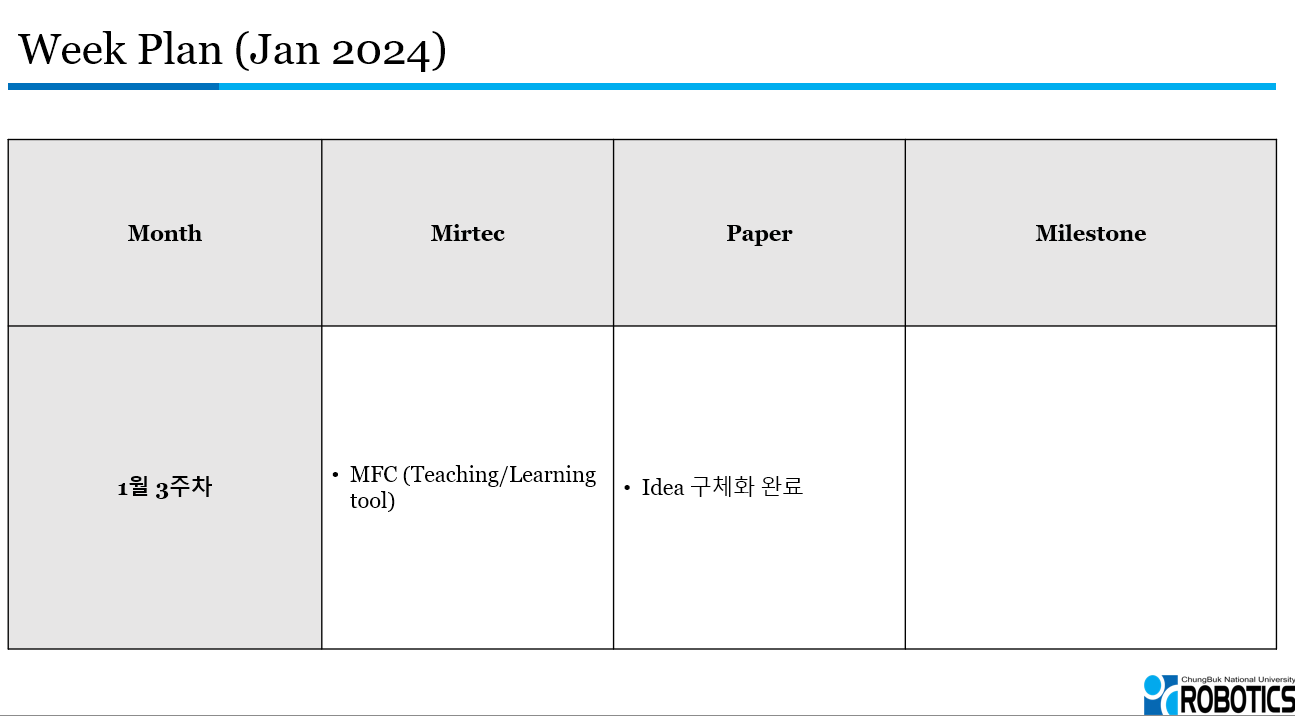 Week Plan (Jan 2024)
Month
Mirtec
Paper
Milestone
1월 3주차
• MFC (Teaching/Learning
tool)
• Idea 구체화 완료
ChungBuk National University
ROBOTICS